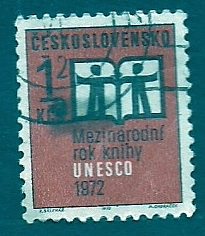 ČESKOSLOVENSKO
1,20
Kčs
Mezinárodní
rok knihy
UNESCO
1972